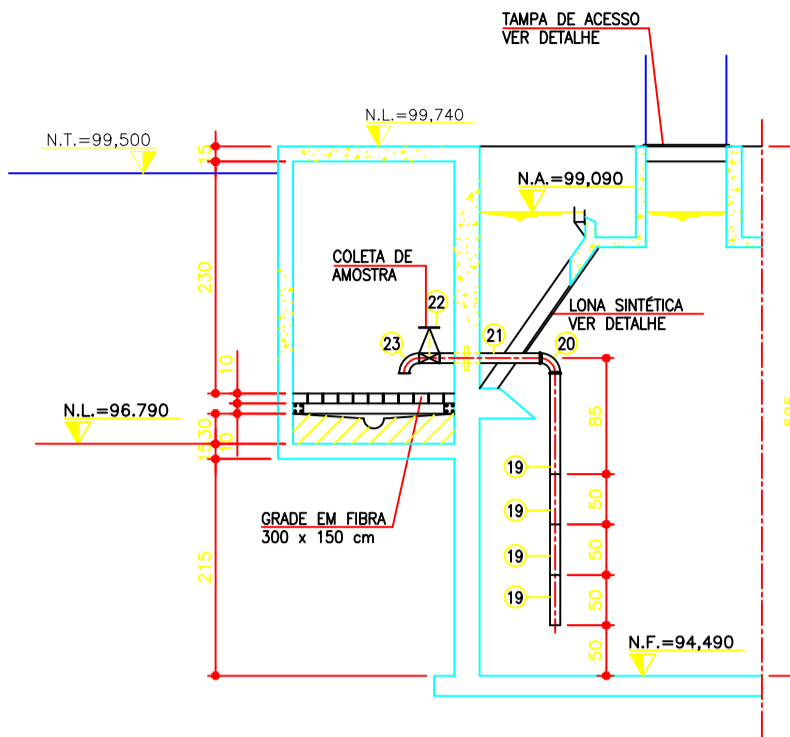 TAMPA DE ACESSO
VER DETALHE
N.L.=99,740
N.T.=99,500
15
N.A.=99,090
COLETA DE
AMOSTRA
230
22
LONA SINTÉTICA
VER DETALHE
23
21
20
10
N.L.=96.790
30
10
15
85
19
50
GRADE EM FIBRA
300 x 150 cm
19
50
215
19
50
19
50
N.F.=94,490